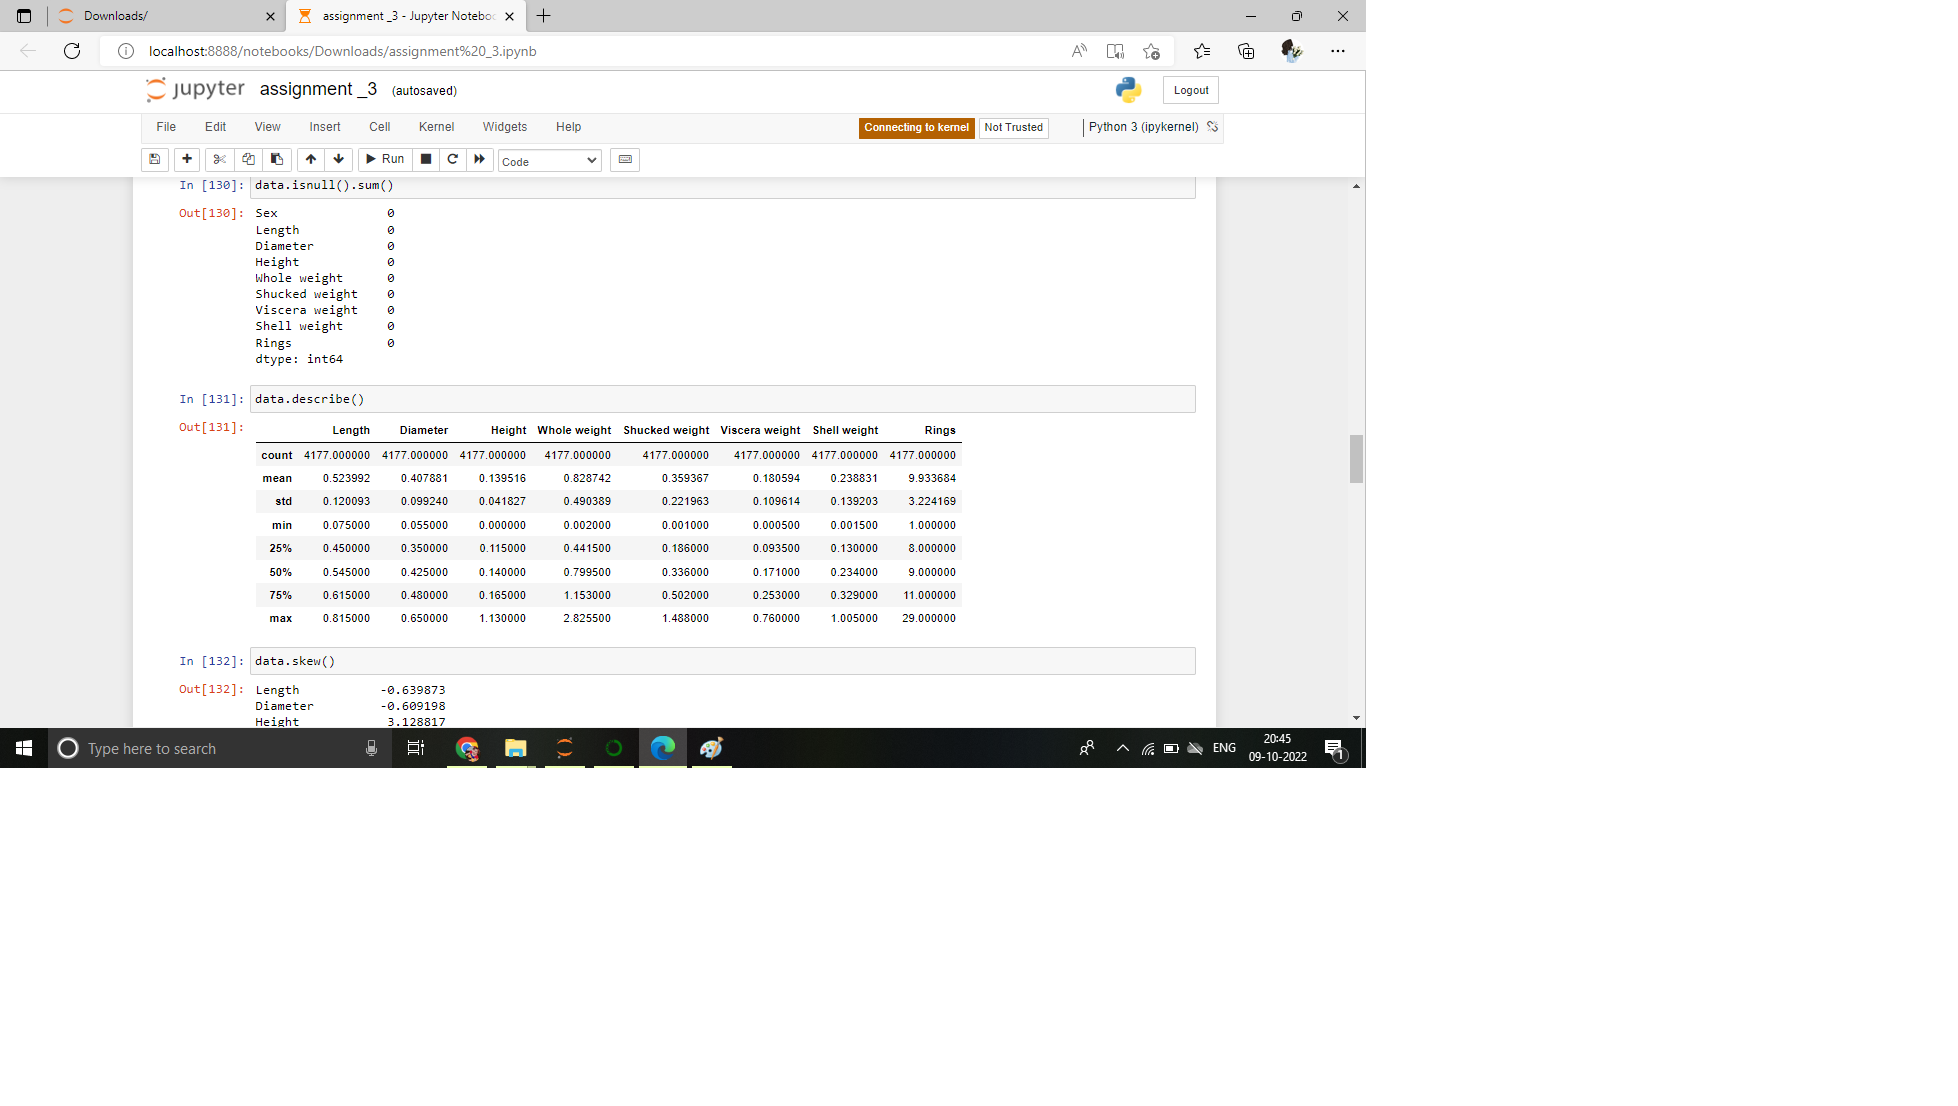 Downloads/
assignment _3 - Jupyter Noteboo
localhost:8888/notebooks/Downloads/assignment%20_3.ipynb
jupyter assignment _3 (autosaved)
Logout
File Edit View Insert Cell Kernel Widgets Help
Connecting to kernel Not Trusted Python 3 (ipykernel)
Run Code
In [130]: data.isnull().sum()
Out[130]: Sex 0
Length 0
Diameter 0
Height 0
Whole weight 0
Shucked weight 0
Viscera weight 0
Shell weight 0
Rings 0
dtype: int64
In [131]: data.describe()
Out[131]:
Length Diameter Height Whole weight Shucked weight Viscera weight Shell weight Rings
count 4177.000000 4177.000000 4177.000000 4177.000000 4177.000000 4177.000000 4177.000000 4177.000000
mean 0.523992 0.407881 0.139516 0.828742 0.359367 0.180594 0.238831 9.933684
std 0.120093 0.099240 0.041827 0.490389 0.221963 0.109614 0.139203 3.224169
min 0.075000 0.055000 0.000000 0.002000 0.001000 0.000500 0.001500 1.000000
25% 0.450000 0.350000 0.115000 0.441500 0.186000 0.093500 0.130000 8.000000
50% 0.545000 0.425000 0.140000 0.799500 0.336000 0.171000 0.234000 9.000000
75% 0.615000 0.480000 0.165000 1.153000 0.502000 0.253000 0.329000 11.000000
max 0.815000 0.650000 1.130000 2.825500 1.488000 0.760000 1.005000 29.000000
In [132]: data.skew()
Out[132]: Length -0.639873
Diameter -0.609198
Height 3.128817
Type here to search
ENG
20:45
09-10-2022
1